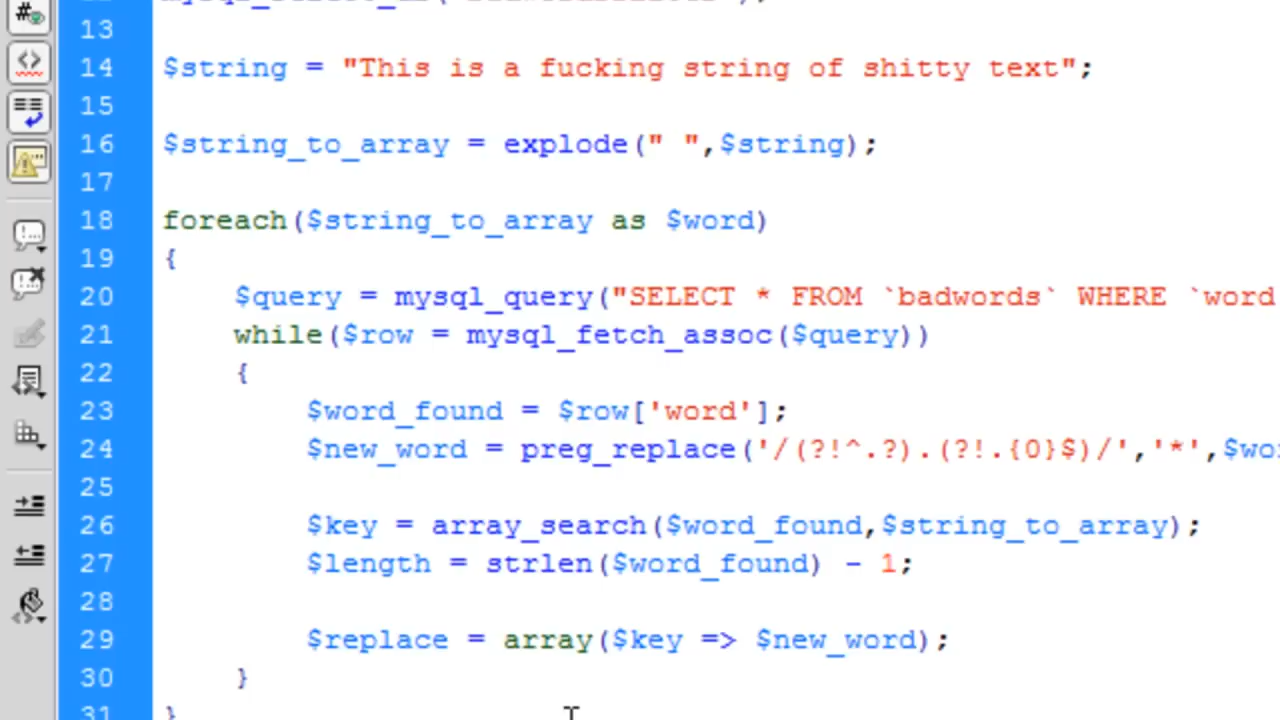 13
14 $string = "This is a fucking string of shitty text";
15
16 $string_to_array = explode(" ",$string);
17
18 foreach($string_to_array as $word)
19 {
20 $query = mysql_query("SELECT * FROM `badwords` WHERE `word
21 while($row = mysql_fetch_assoc($query))
22 {
23 $word_found = $row['word'];
24 $new_word = preg_replace('/(?!^.?).(?!.{0}$)/','*',$wo
25
26 $key = array_search($word_found,$string_to_array);
27 $length = strlen($word_found) - 1;
28
29 $replace = array($key => $new_word);
30 }
31 }